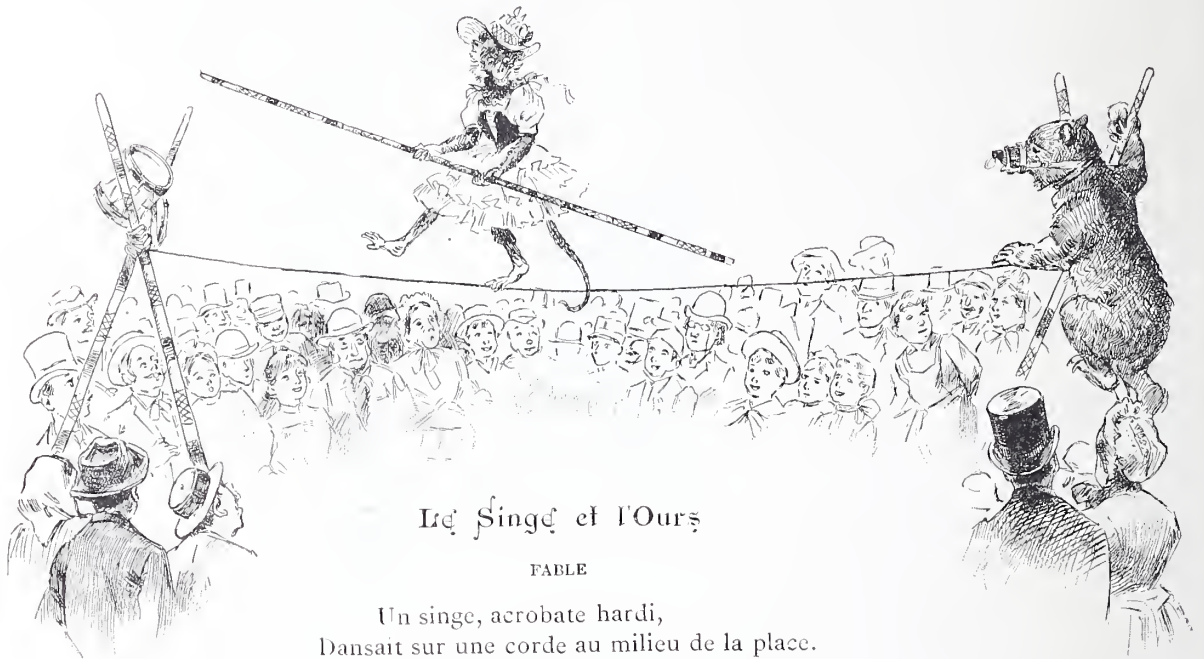 Le Singe et l'Ours
FABLE
Un singe, acrobate hardi,
Dansait sur une corde au milieu de la place.